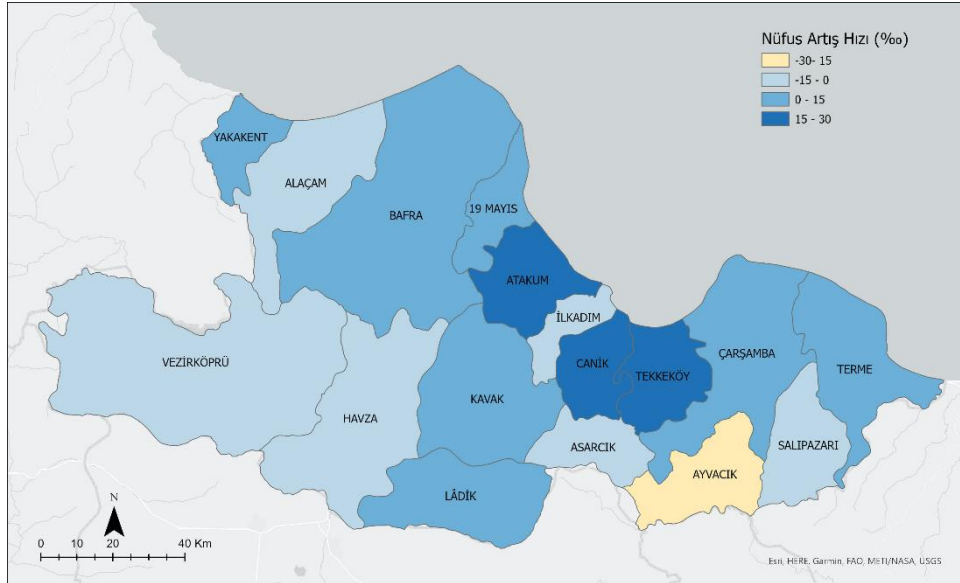 Nüfus Artış Hızı (‰)
-30- 15
-15 - 0
0 - 15
15 - 30
YAKAKENT
ALAÇAM
BAFRA
19 MAYIS
ATAKUM
İLKADIM
VEZİRKÖPRÜ
CANİK
TEKKEKÖY
ÇARŞAMBA
TERME
HAVZA
KAVAK
ASARCIK
SALIPAZARI
AYVACIK
LÂDİK
N
0 10 20 40 Km
Esri, HERE, Garmin, FAO, METI/NASA, USGS